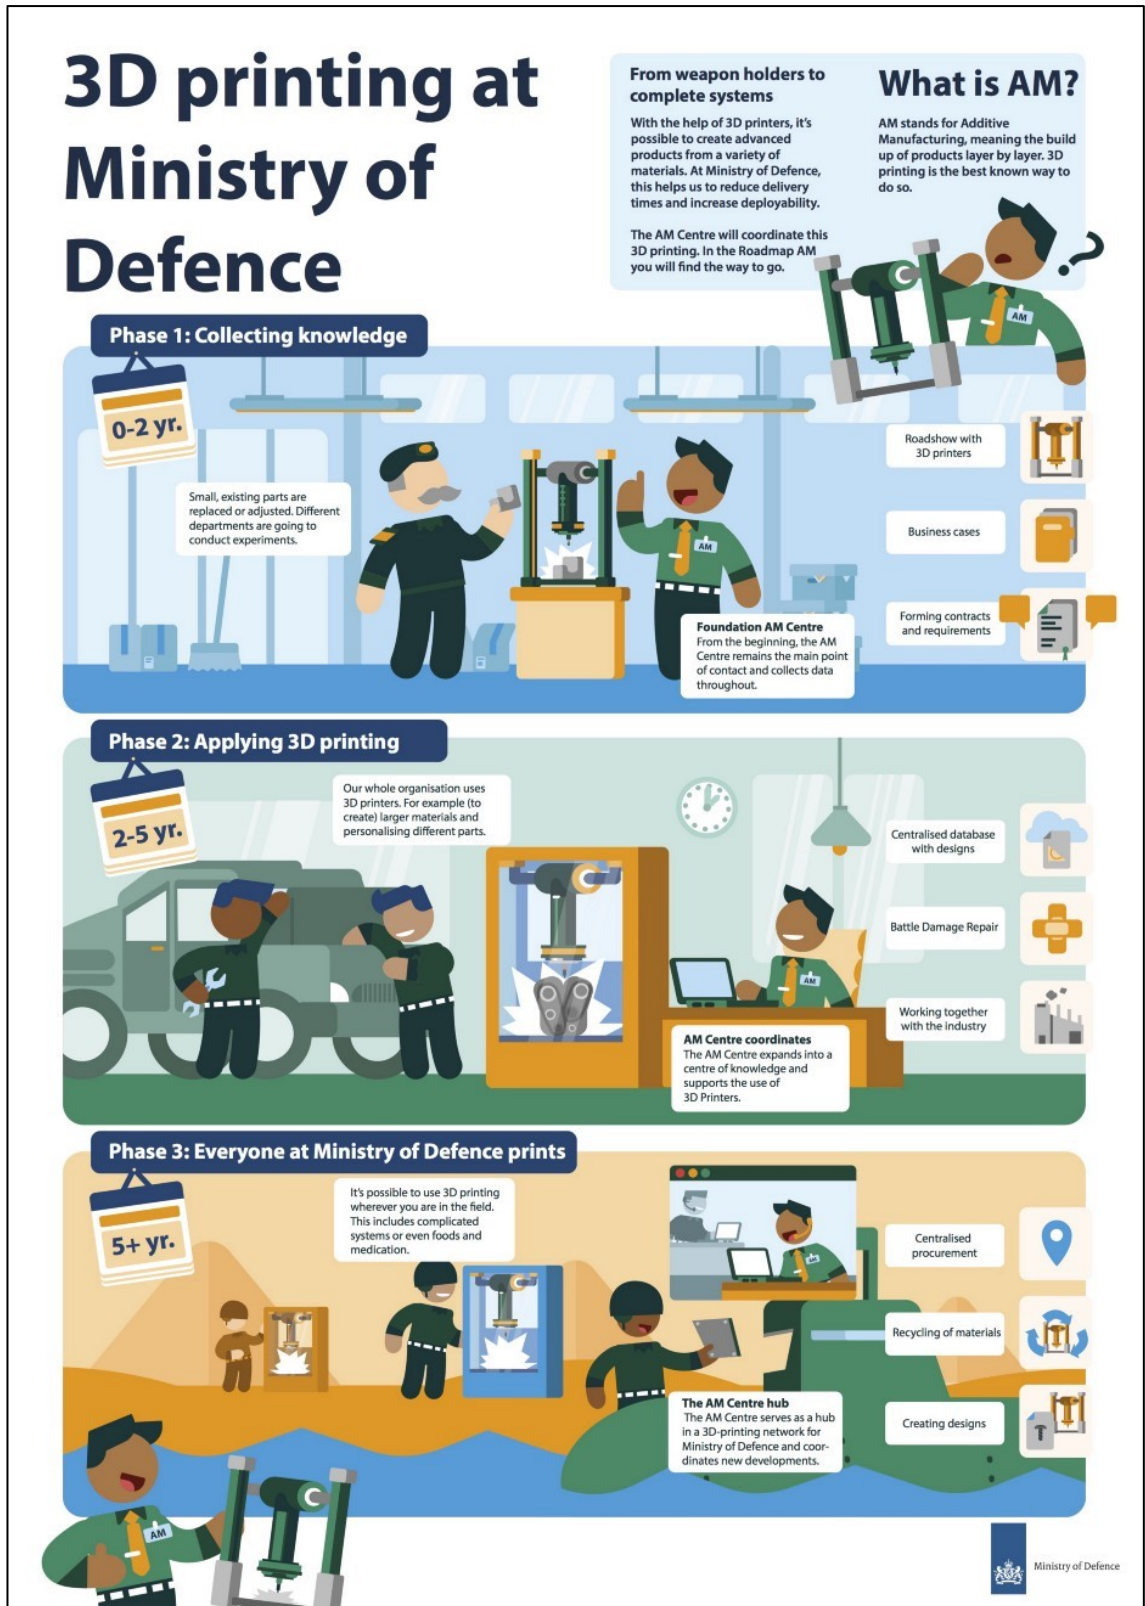 3D printing at
Ministry of
Defence
From weapon holders to
complete systems
With the help of 3D printers, it's
possible to create advanced
products from a variety of
materials. At Ministry of Defence,
this helps us to reduce delivery
times and increase deployability.
The AM Centre will coordinate this
3D printing. In the Roadmap AM
you will find the way to go.
What is AM?
AM stands for Additive
Manufacturing, meaning the build
up of products layer by layer. 3D
printing is the best known way to
do so.
?
AM
Phase 1: Collecting knowledge
0-2 yr.
Small, existing parts are
replaced or adjusted. Different
departments are going to
conduct experiments.
AM
Foundation AM Centre
From the beginning, the AM
Centre remains the main point
of contact and collects data
throughout.
Roadshow with
3D printers
Business cases
Forming contracts
and requirements
Phase 2: Applying 3D printing
2-5 yr.
Our whole organisation uses
3D printers. For example (to
create) larger materials and
personalising different parts.
AM
AM Centre coordinates
The AM Centre expands into a
centre of knowledge and
supports the use of
3D Printers.
Centralised database
with designs
Battle Damage Repair
Working together
with the industry
Phase 3: Everyone at Ministry of Defence prints
5+ yr.
It's possible to use 3D printing
wherever you are in the field.
This includes complicated
systems or even foods and
medication.
AM
The AM Centre hub
The AM Centre serves as a hub
in a 3D-printing network for
Ministry of Defence and coor-
dinates new developments.
Centralised
procurement
Recycling of materials
Creating designs
AM
Ministry of Defence